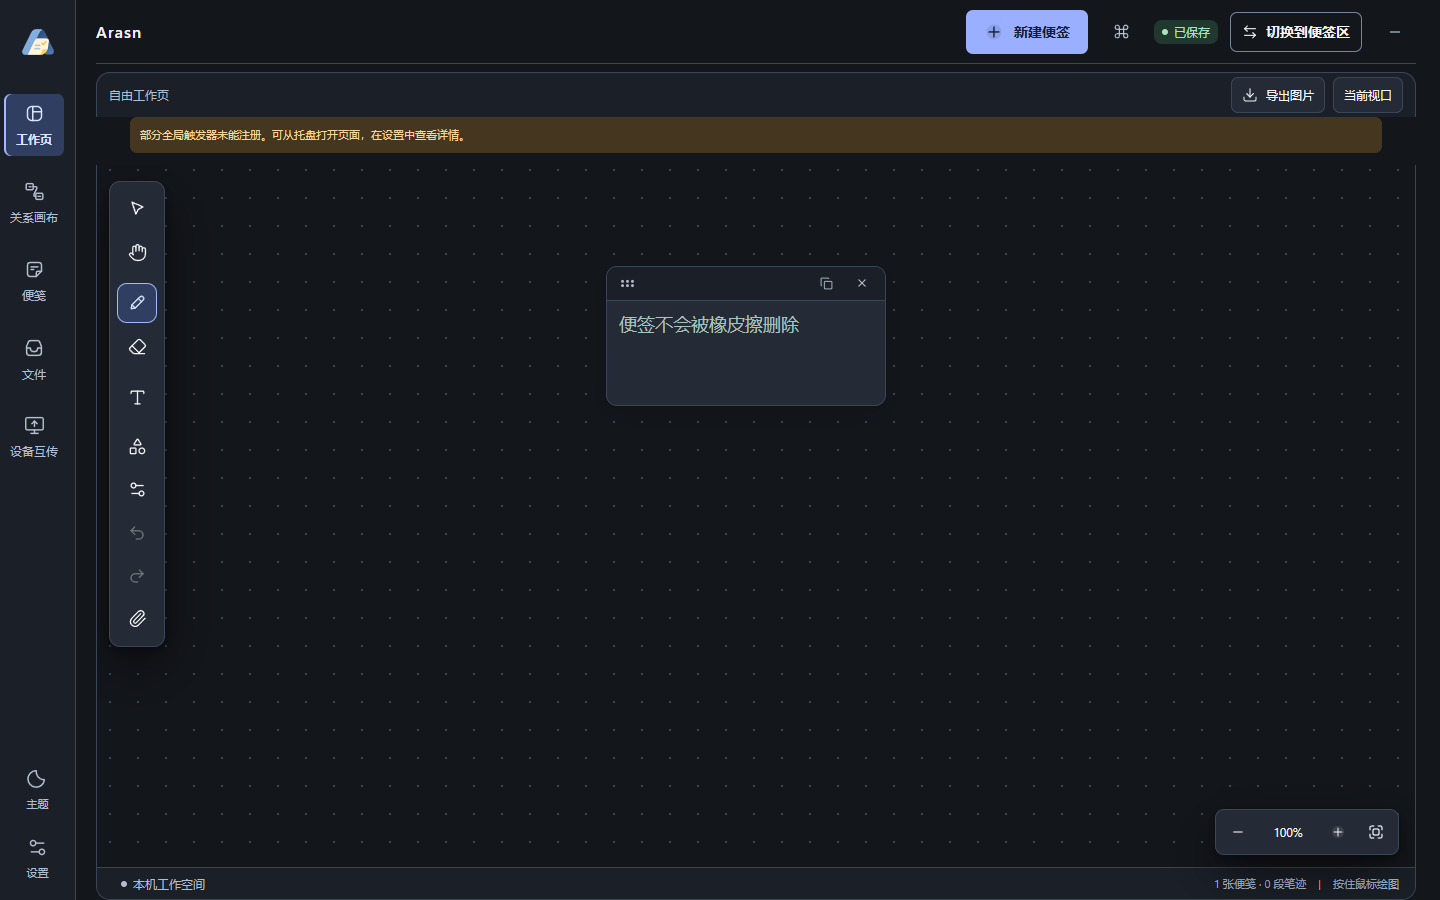 Arasn
新建便签
已保存
切换到便签区
工作页
关系画布
便笺
文件
设备互传
主题
设置
自由工作页
导出图片
当前视口
部分全局触发器未能注册。可从托盘打开页面，在设置中查看详情。
便签不会被橡皮擦删除
100%
本机工作空间
1 张便笺 · 0 段笔迹 | 按住鼠标绘图